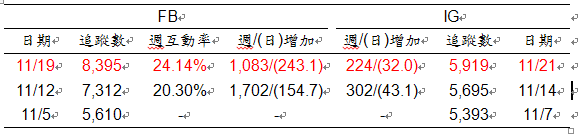 FB IG
日期 追蹤數 週互動率 週/(日)增加 週/(日)增加 追蹤數 日期
11/19 8,395 24.14% 1,083/(243.1) 224/(32.0) 5,919 11/21
11/12 7,312 20.30% 1,702/(154.7) 302/(43.1) 5,695 11/14
11/5 5,610 - - - 5,393 11/7